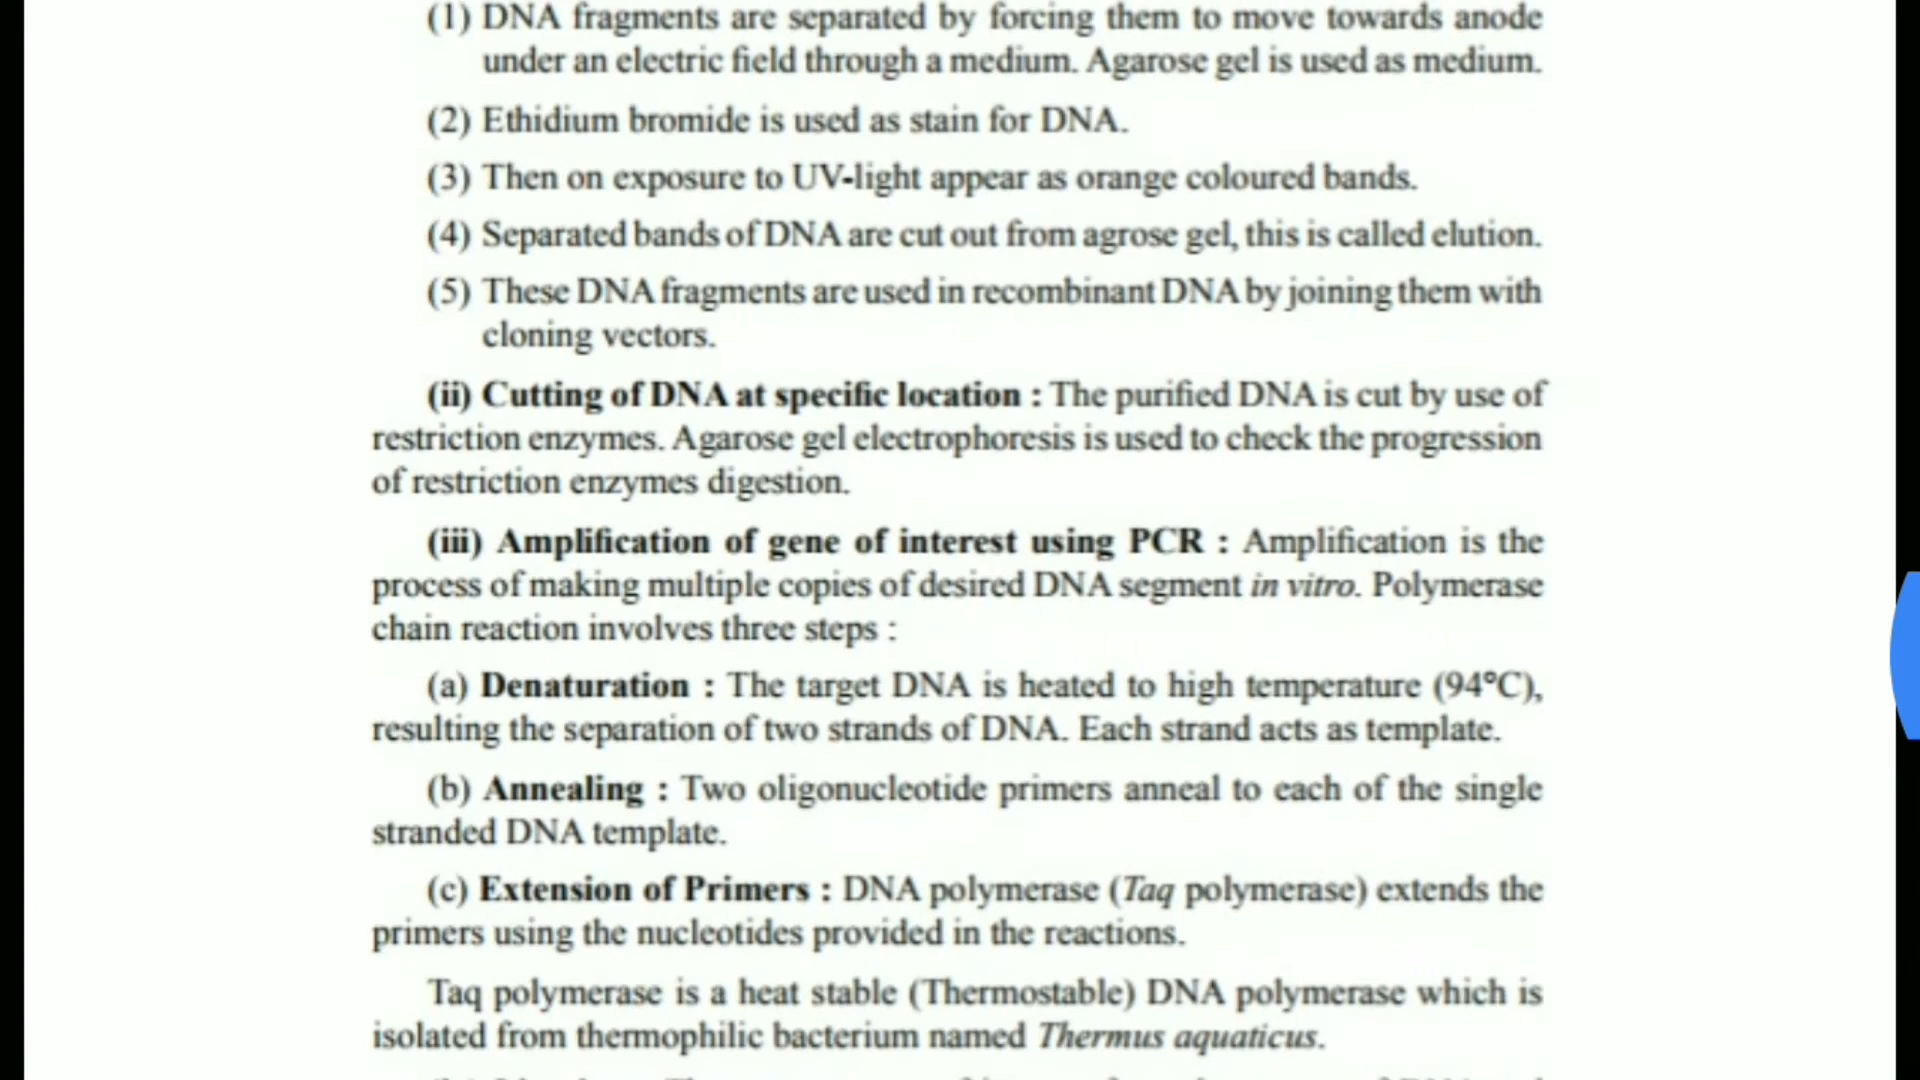 (1) DNA fragments are separated by forcing them to move towards anode
under an electric field through a medium. Agarose gel is used as medium.
(2) Ethidium bromide is used as stain for DNA.
(3) Then on exposure to UV-light appear as orange coloured bands.
(4) Separated bands of DNA are cut out from agrose gel, this is called elution.
(5) These DNA fragments are used in recombinant DNA by joining them with
cloning vectors.
(ii) Cutting of DNA at specific location : The purified DNA is cut by use of
restriction enzymes. Agarose gel electrophoresis is used to check the progression
of restriction enzymes digestion.
(iii) Amplification of gene of interest using PCR : Amplification is the
process of making multiple copies of desired DNA segment in vitro. Polymerase
chain reaction involves three steps :
(a) Denaturation : The target DNA is heated to high temperature (94°C),
resulting the separation of two strands of DNA. Each strand acts as template.
(b) Annealing : Two oligonucleotide primers anneal to each of the single
stranded DNA template.
(c) Extension of Primers : DNA polymerase (Taq polymerase) extends the
primers using the nucleotides provided in the reactions.
Taq polymerase is a heat stable (Thermostable) DNA polymerase which is
isolated from thermophilic bacterium named Thermus aquaticus.